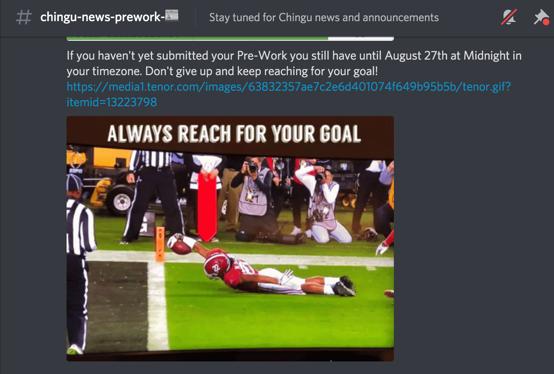 # chingu-news-prework- Stay tuned for Chingu news and announcements
If you haven't yet submitted your Pre-Work you still have until August 27th at Midnight in
your timezone. Don't give up and keep reaching for your goal!
https://media1.tenor.com/images/63832357ae7c2e6d401074f649b95b5b/tenor.gif?
itemid=13223798
ALWAYS REACH FOR YOUR GOAL